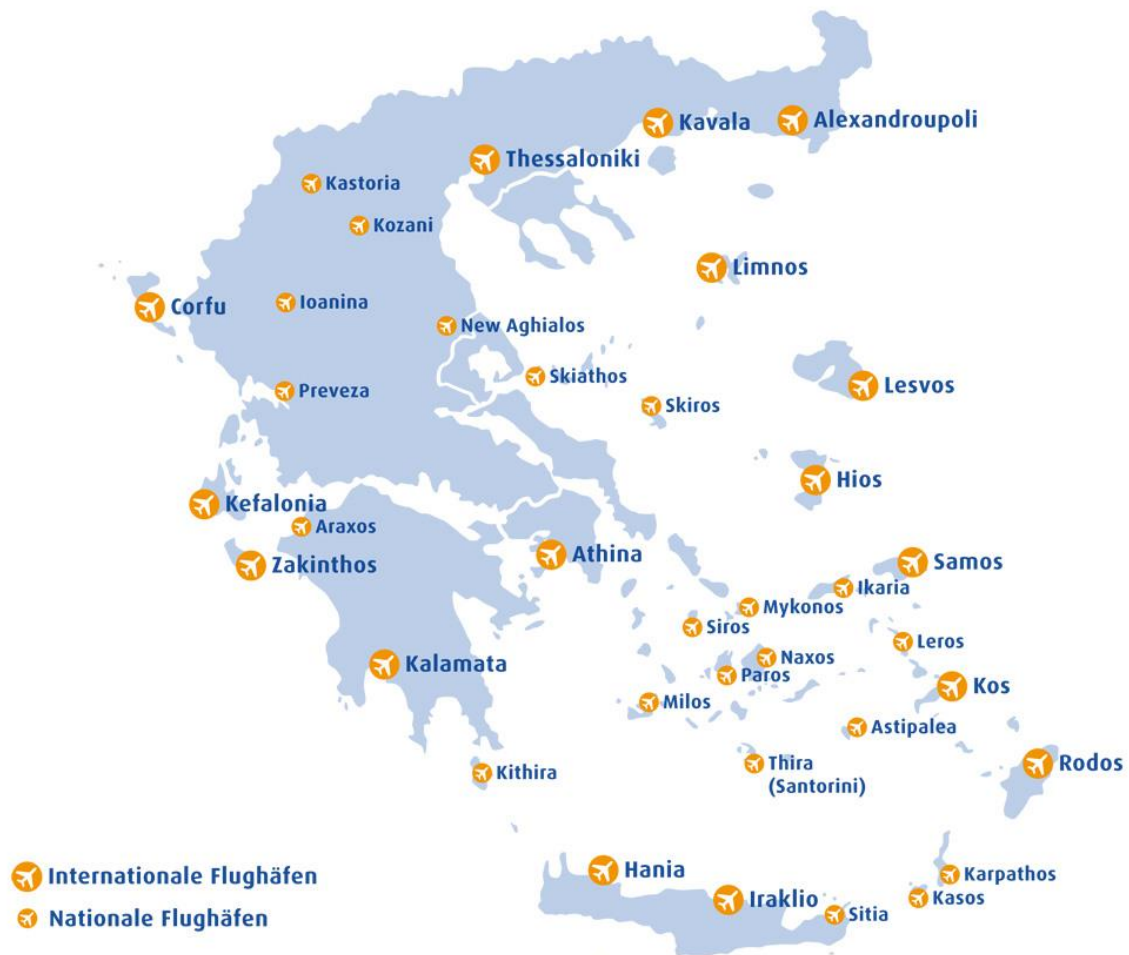 Kavala
Alexandroupoli
Thessaloniki
Kastoria
Kozani
Limnos
Corfu
Ioanina
New Aghialos
Skiathos
Lesvos
Preveza
Skiros
Hios
Kefalonia
Araxos
Athina
Zakinthos
Samos
Ikaria
Mykonos
Siros
Leros
Naxos
Kalamata
Paros
Kos
Milos
Astipalea
Thira
(Santorini)
Rodos
Kithira
Hania
Karpathos
Internationale Flughäfen
Iraklio
Kasos
Sitia
Nationale Flughäfen